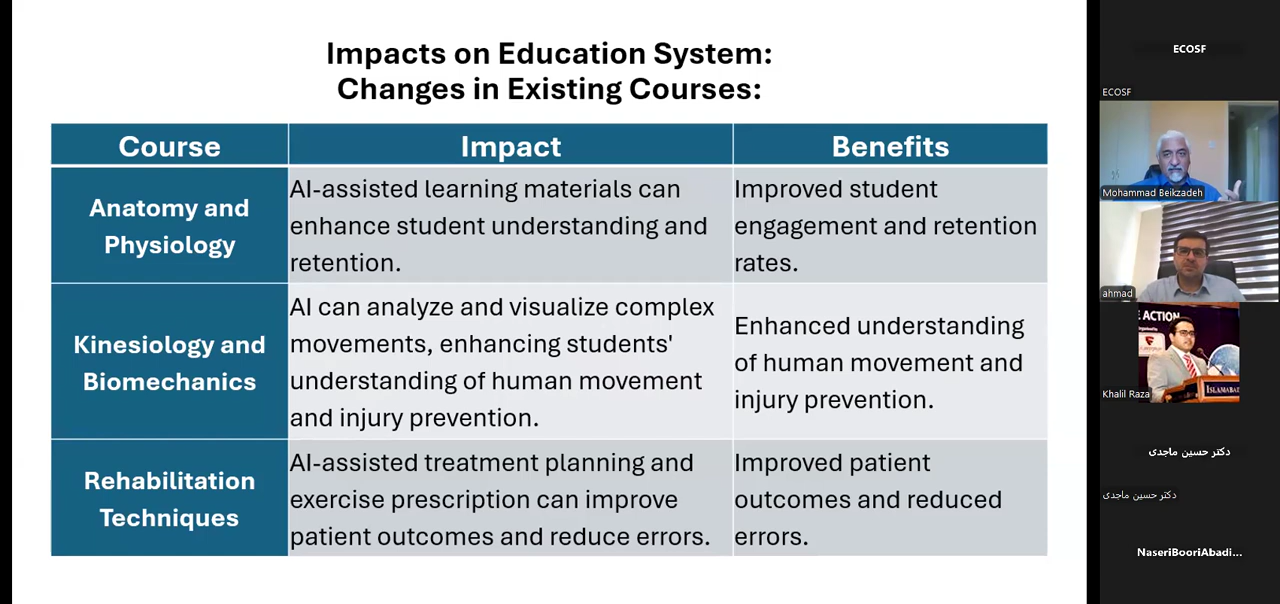 Impacts on Education System:
Changes in Existing Courses:
Course
Impact
Benefits
Anatomy and
Physiology
AI-assisted learning materials can
enhance student understanding and
retention.
Improved student
engagement and retention
rates.
Kinesiology and
Biomechanics
AI can analyze and visualize complex
movements, enhancing students'
understanding of human movement
and injury prevention.
Enhanced understanding
of human movement and
injury prevention.
Rehabilitation
Techniques
AI-assisted treatment planning and
exercise prescription can improve
patient outcomes and reduce errors.
Improved patient
outcomes and reduced
errors.
ECOSF
ECOSF
Mohammad Beikzadeh
ahmad
ACTION
ISLAMABAD
Khalil Raza
دکتر حسین ماجدی
دکتر حسین ماجدی
NaseriBooriAbadi...